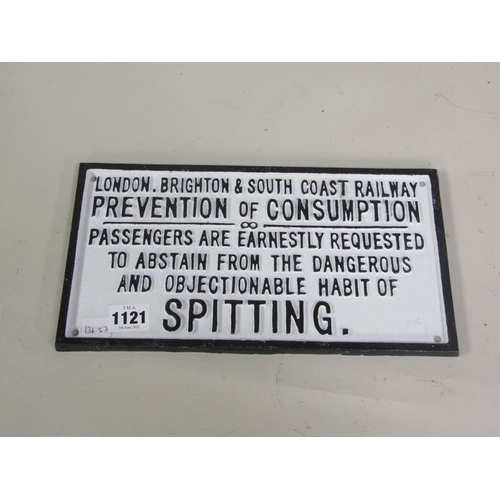 LONDON. BRIGHTON & SOUTH COAST RAILWAY
PREVENTION OF CONSUMPTION
PASSENGERS ARE EARNESTLY REQUESTED
TO ABSTAIN FROM THE DANGEROUS
AND OBJECTIONABLE HABIT OF
SPITTING.
T.M.A.
1121